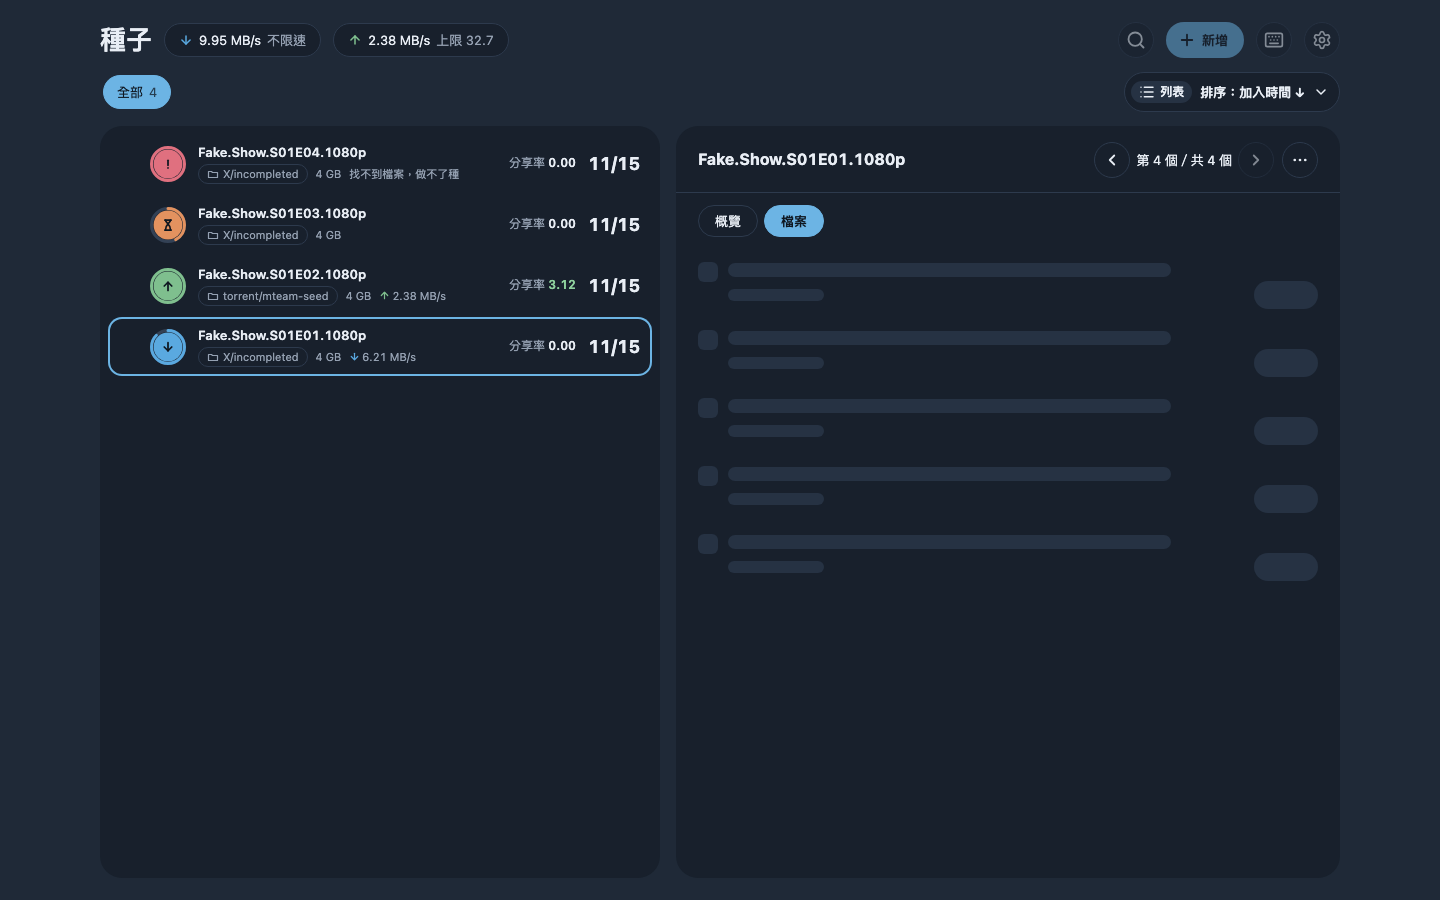 種子 9.95 MB/s 不限速 2.38 MB/s 上限 32.7 新增
全部 4 列表 排序：加入時間
Fake.Show.S01E04.1080p
X/incompleted 4 GB 找不到檔案，做不了種
分享率 0.00 11/15
Fake.Show.S01E03.1080p
X/incompleted 4 GB
分享率 0.00 11/15
Fake.Show.S01E02.1080p
torrent/mteam-seed 4 GB 2.38 MB/s
分享率 3.12 11/15
Fake.Show.S01E01.1080p
X/incompleted 4 GB 6.21 MB/s
分享率 0.00 11/15
Fake.Show.S01E01.1080p 第 4 個 / 共 4 個
概覽 檔案